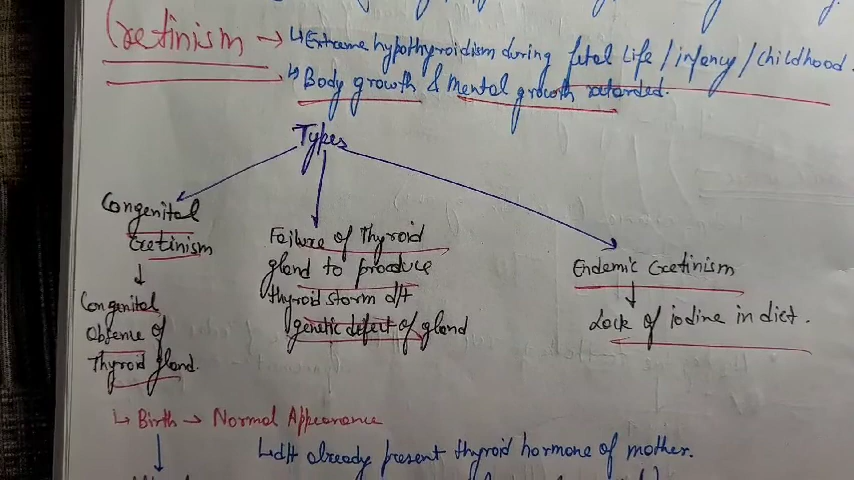 Cretinism → ↳ Extreme hypothyroidism during fetal Life / infancy / childhood.
↳ Body growth & Mental growth retarded.
Types
Congenital
Cretinism
↓
Congenital
Absence of
Thyroid gland.
Failure of Thyroid
gland to produce
thyroid storm d/t
genetic defect of gland
Endemic Cretinism
↓
Lack of iodine in diet.
↳ Birth → Normal Appearance
↳ d/t already present thyroid hormone of mother.